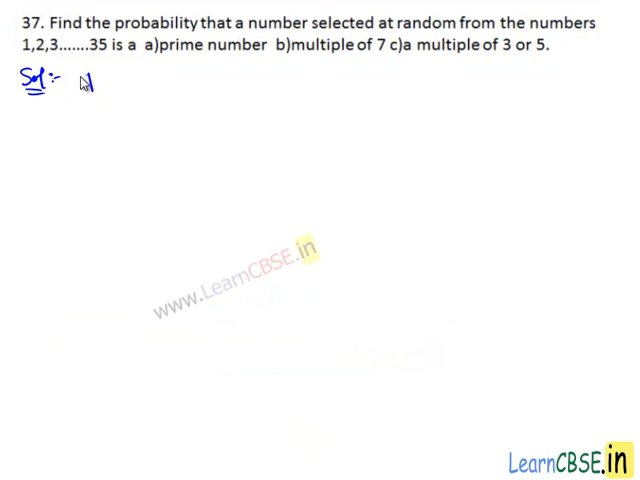 37. Find the probability that a number selected at random from the numbers
1,2,3.......35 is a a)prime number b)multiple of 7 c)a multiple of 3 or 5.
Sol :-
www.LearnCBSE.in
LearnCBSE.in